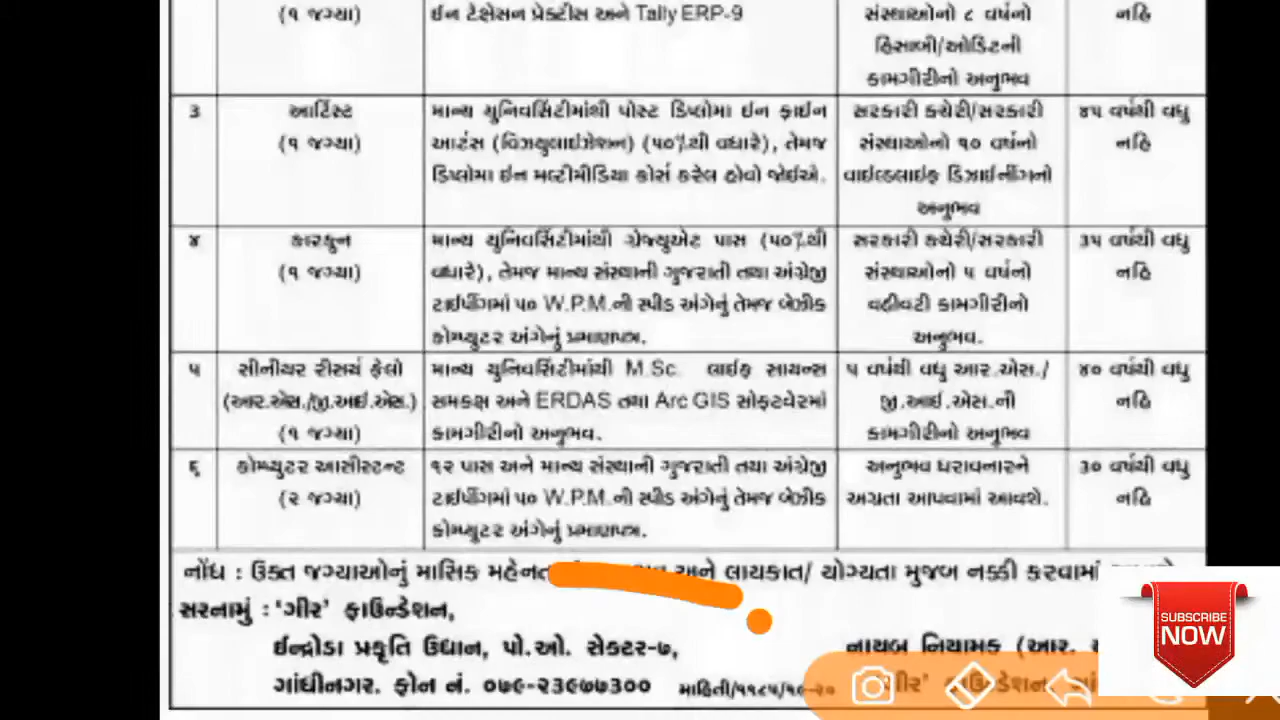 (૧ જગ્યા) ઈન ટેક્ષેસન પ્રેક્ટીસ અને Tally ERP-9 સંસ્થાઓનો ૮ વર્ષનો નહિ
હિસાબી/ઓડિટની
કામગીરીનો અનુભવ
૩ આર્ટિસ્ટ માન્ય યુનિવર્સિટીમાંથી પોસ્ટ ડિપ્લોમા ઈન ફાઈન સરકારી કચેરી/સરકારી ૪૫ વર્ષથી વધુ
(૧ જગ્યા) આર્ટસ (વિઝયુલાઈઝેશન) (૫૦%થી વધારે), તેમજ સંસ્થાઓનો ૧૦ વર્ષનો નહિ
ડિપ્લોમા ઈન મલ્ટીમીડિયા કોર્સ કરેલ હોવો જોઈએ. વાઈલ્ડલાઈફ ડિઝાઈનીંગનો
અનુભવ
૪ કારકુન માન્ય યુનિવર્સિટીમાંથી ગ્રેજ્યુએટ પાસ (૫૦%થી સરકારી કચેરી/સરકારી ૩૫ વર્ષથી વધુ
(૧ જગ્યા) વધારે), તેમજ માન્ય સંસ્થાની ગુજરાતી તથા અંગ્રેજી સંસ્થાઓનો ૫ વર્ષનો નહિ
ટાઈપીંગમાં ૫૦ W.P.M.ની સ્પીડ અંગેનું તેમજ બેઝીક વહીવટી કામગીરીનો
કોમ્પ્યુટર અંગેનું પ્રમાણપત્ર. અનુભવ.
૫ સીનીયર રીસર્ચ ફેલો માન્ય યુનિવર્સિટીમાંથી M.Sc. લાઈફ સાયન્સ ૫ વર્ષથી વધુ આર.એસ./ ૪૦ વર્ષથી વધુ
(આર.એસ./જી.આઈ.એસ.) સમકક્ષ અને ERDAS તથા Arc GIS સોફટવેરમાં જી.આઈ.એસ.ની નહિ
(૧ જગ્યા) કામગીરીનો અનુભવ. કામગીરીનો અનુભવ
૬ કોમ્પ્યુટર આસીસ્ટન્ટ ૧૨ પાસ અને માન્ય સંસ્થાની ગુજરાતી તથા અંગ્રેજી અનુભવ ધરાવનારને ૩૦ વર્ષથી વધુ
(૨ જગ્યા) ટાઈપીંગમાં ૫૦ W.P.M.ની સ્પીડ અંગેનું તેમજ બેઝીક અગ્રતા આપવામાં આવશે. નહિ
કોમ્પ્યુટર અંગેનું પ્રમાણપત્ર.
નોંધ : ઉક્ત જગ્યાઓનું માસિક અને લાયકાત/ યોગ્યતા મુજબ નક્કી કરવામાં
સરનામું : 'ગીર' ફાઉન્ડેશન,
ઈન્દ્રોડા પ્રકૃતિ ઉધાન, પો.ઓ. સેક્ટર-૭, નાયબ નિયામક (આર.
ગાંધીનગર. ફોન નં. ૦૭૯-૨૩૯૭૭૩૦૦ માહિતી/૧૧૮૫/૧૯-૨૦ 'ગીર' ફાઉન્ડેશન,
SUBSCRIBE
NOW